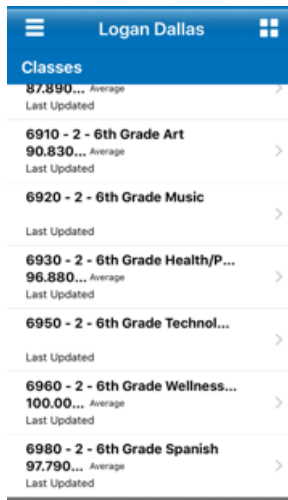 Logan Dallas
Classes
87.890... Average
Last Updated
6910 - 2 - 6th Grade Art
90.830... Average
Last Updated
6920 - 2 - 6th Grade Music
Last Updated
6930 - 2 - 6th Grade Health/P...
96.880... Average
Last Updated
6950 - 2 - 6th Grade Technol...
Last Updated
6960 - 2 - 6th Grade Wellness...
100.00... Average
Last Updated
6980 - 2 - 6th Grade Spanish
97.790... Average
Last Updated